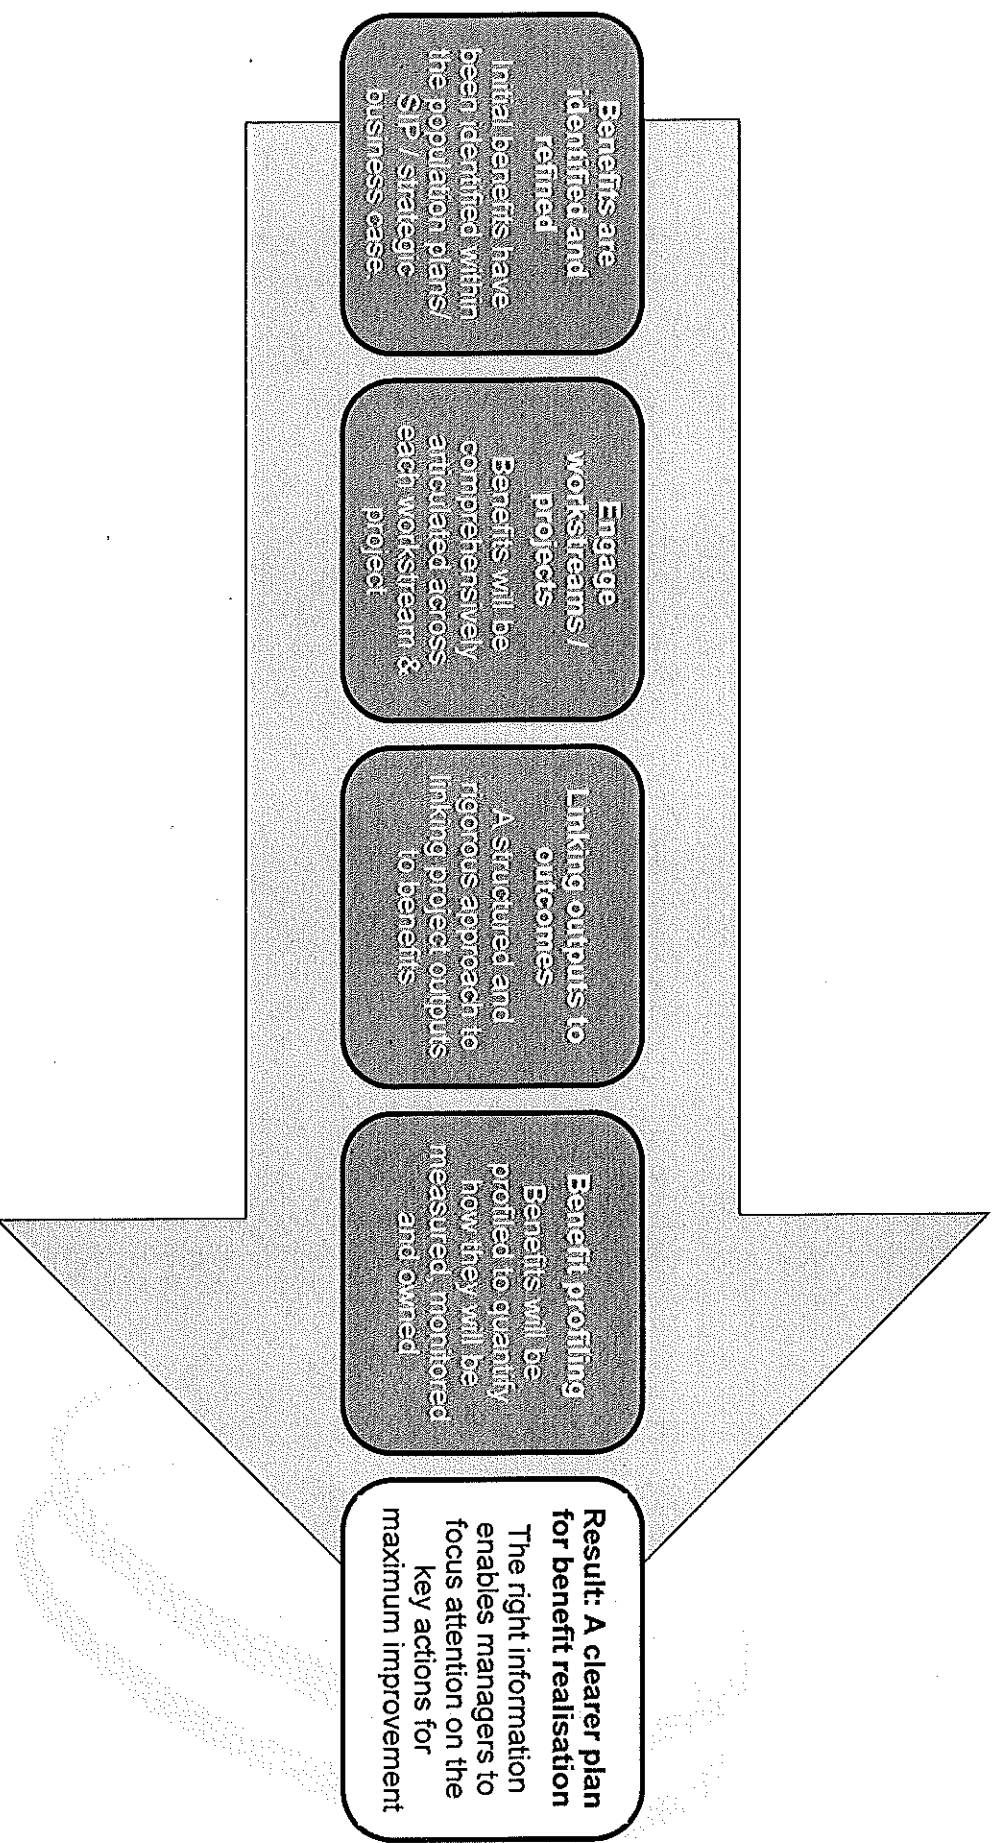 Benefits are
identified and
refined
Initial benefits have
been identified within
the population plans/
SIP / strategic
business case.
Engage
workstreams /
projects
Benefits will be
comprehensively
articulated across
each workstream &
project
Linking outputs to
outcomes
A structured and
rigorous approach to
linking project outputs
to benefits
Benefit profiling
Benefits will be
profiled to quantify
how they will be
measured, monitored
and owned
Result: A clearer plan
for benefit realisation
The right information
enables managers to
focus attention on the
key actions for
maximum improvement